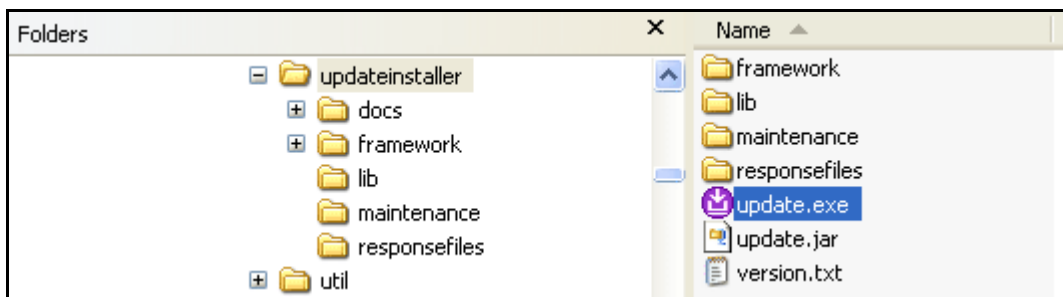 Folders
updateinstaller
docs
framework
lib
maintenance
responsefiles
util
Name
framework
lib
maintenance
responsefiles
update.exe
update.jar
version.txt